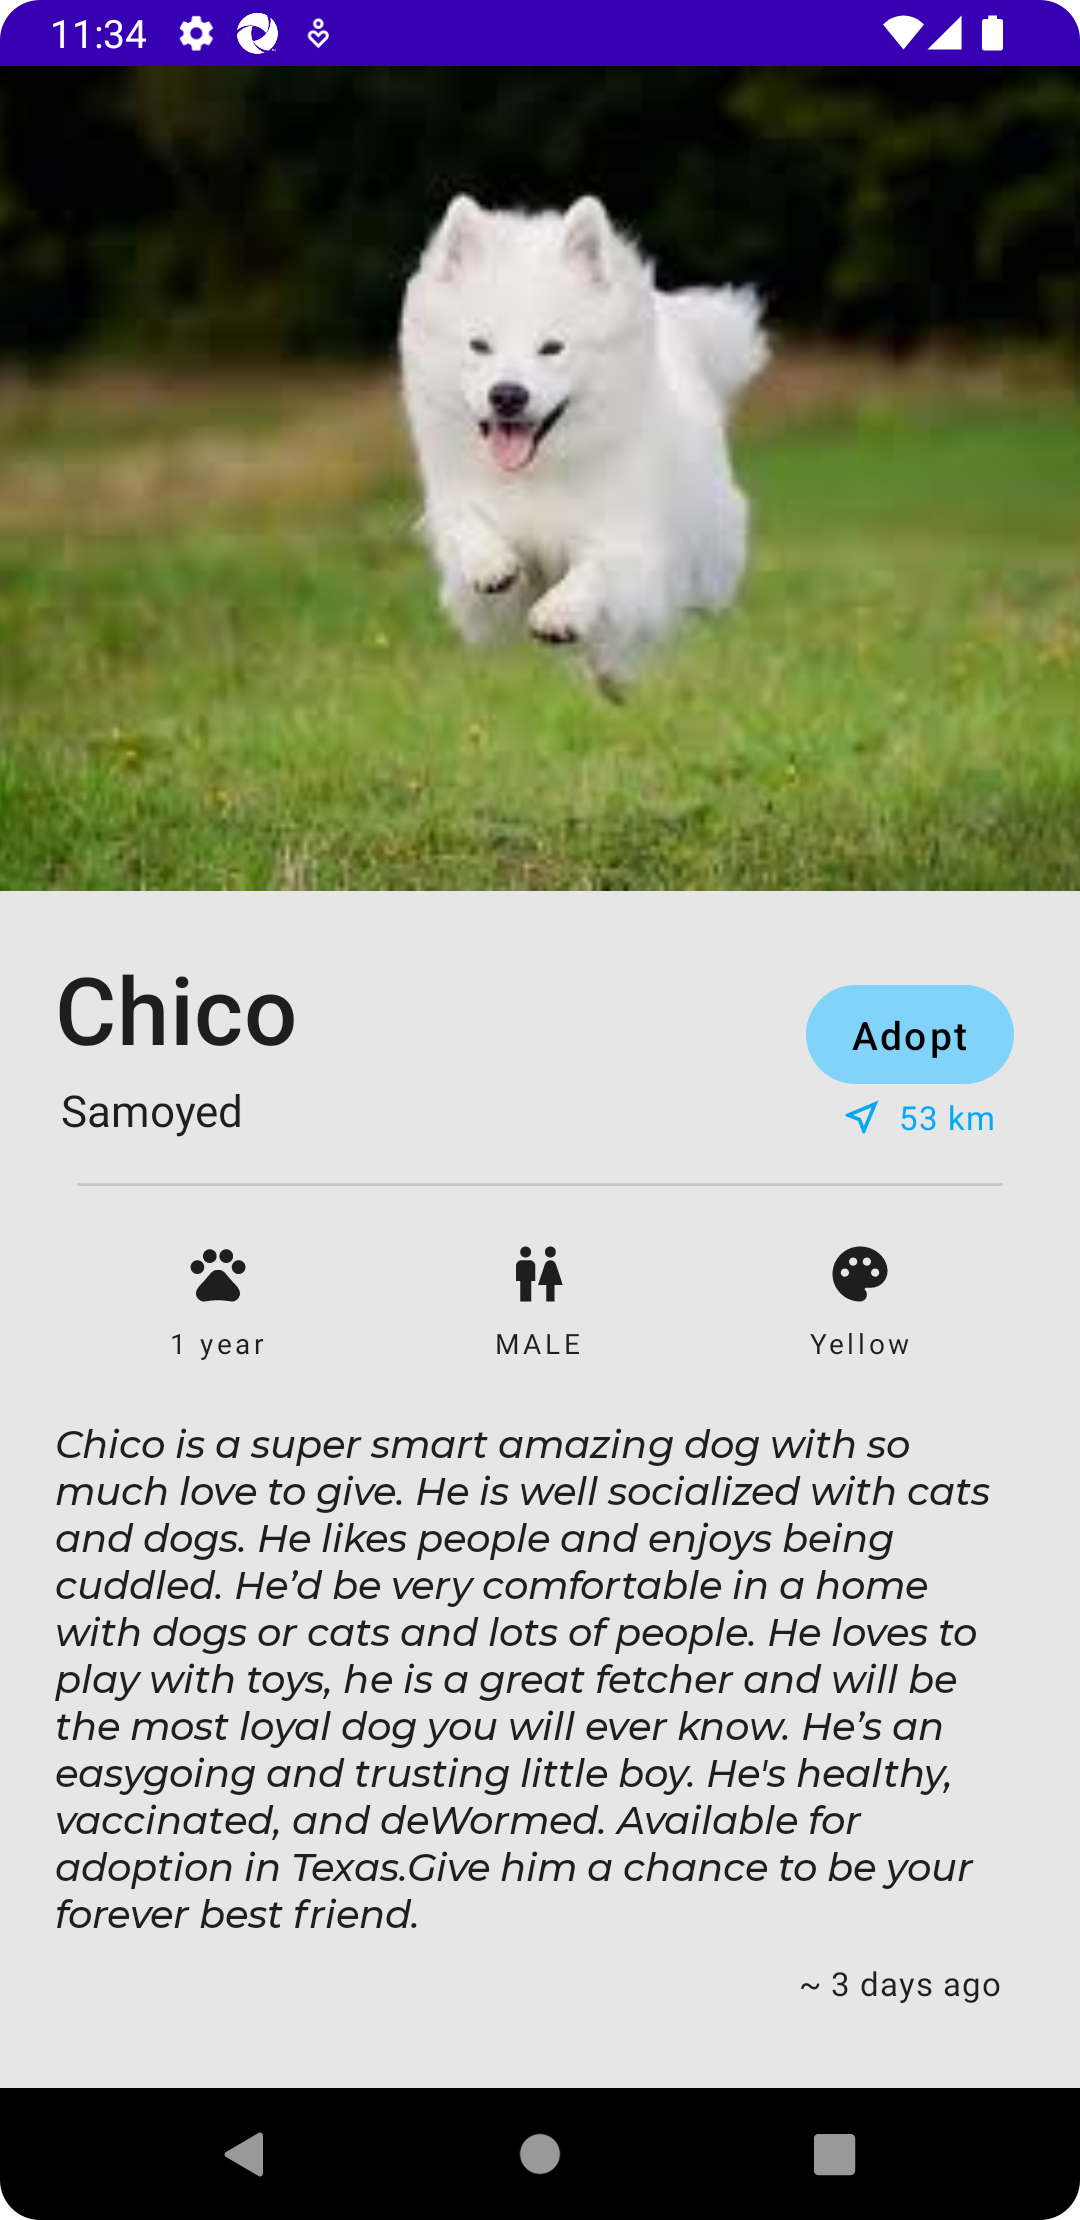 11:34
Chico
Adopt
Samoyed
53 km
1 year
MALE
Yellow
Chico is a super smart amazing dog with so
much love to give. He is well socialized with cats
and dogs. He likes people and enjoys being
cuddled. He’d be very comfortable in a home
with dogs or cats and lots of people. He loves to
play with toys, he is a great fetcher and will be
the most loyal dog you will ever know. He’s an
easygoing and trusting little boy. He's healthy,
vaccinated, and deWormed. Available for
adoption in Texas.Give him a chance to be your
forever best friend.
~ 3 days ago